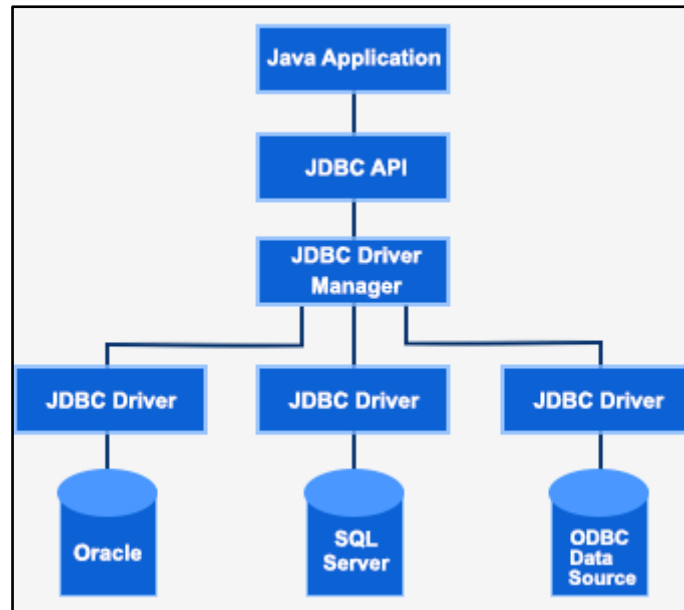 Java Application
JDBC API
JDBC Driver
Manager
JDBC Driver
JDBC Driver
JDBC Driver
Oracle
SQL
Server
ODBC
Data
Source